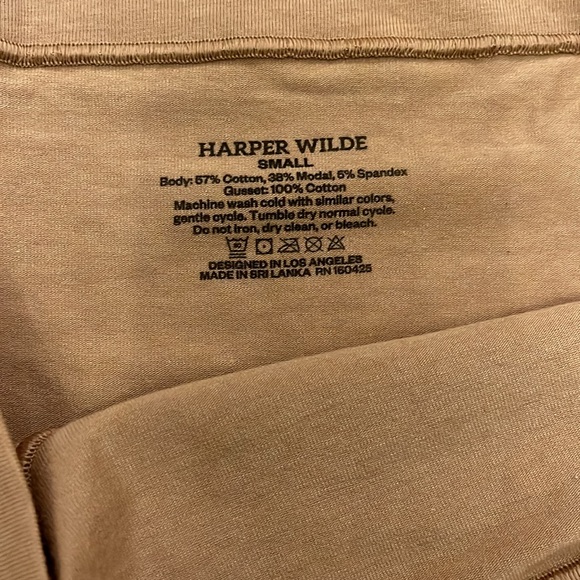 HARPER WILDE
SMALL
Body: 57% Cotton, 38% Modal, 5% Spandex
Gusset: 100% Cotton
Machine wash cold with similar colors,
gentle cycle. Tumble dry normal cycle.
Do not iron, dry clean, or bleach.
30
DESIGNED IN LOS ANGELES
MADE IN SRI LANKA RN 160425